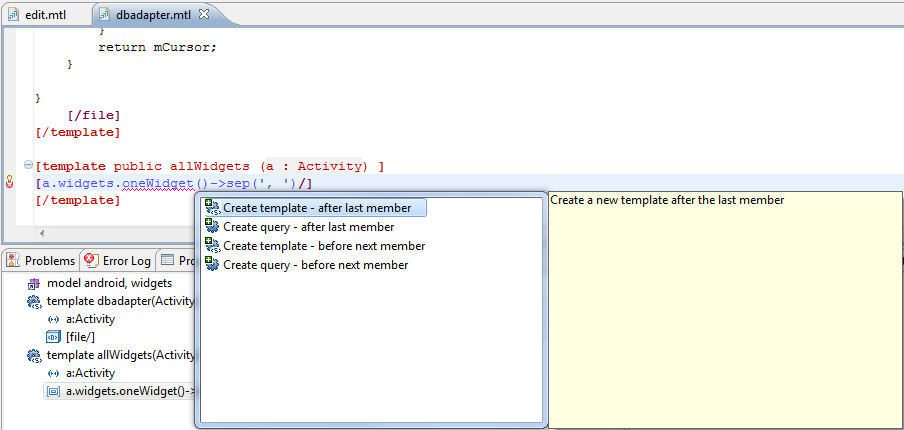 edit.mtl
dbadapter.mtl
}
return mCursor;
}
}
[/file]
[/template]
[template public allWidgets (a : Activity) ]
[a.widgets.oneWidget()->sep(', ')/]
[/template]
Create template - after last member
Create query - after last member
Create template - before next member
Create query - before next member
Create a new template after the last member
Problems
Error Log
model android, widgets
template dbadapter(Activity
a:Activity
[file/]
template allWidgets(Activity
a:Activity
a.widgets.oneWidget()->